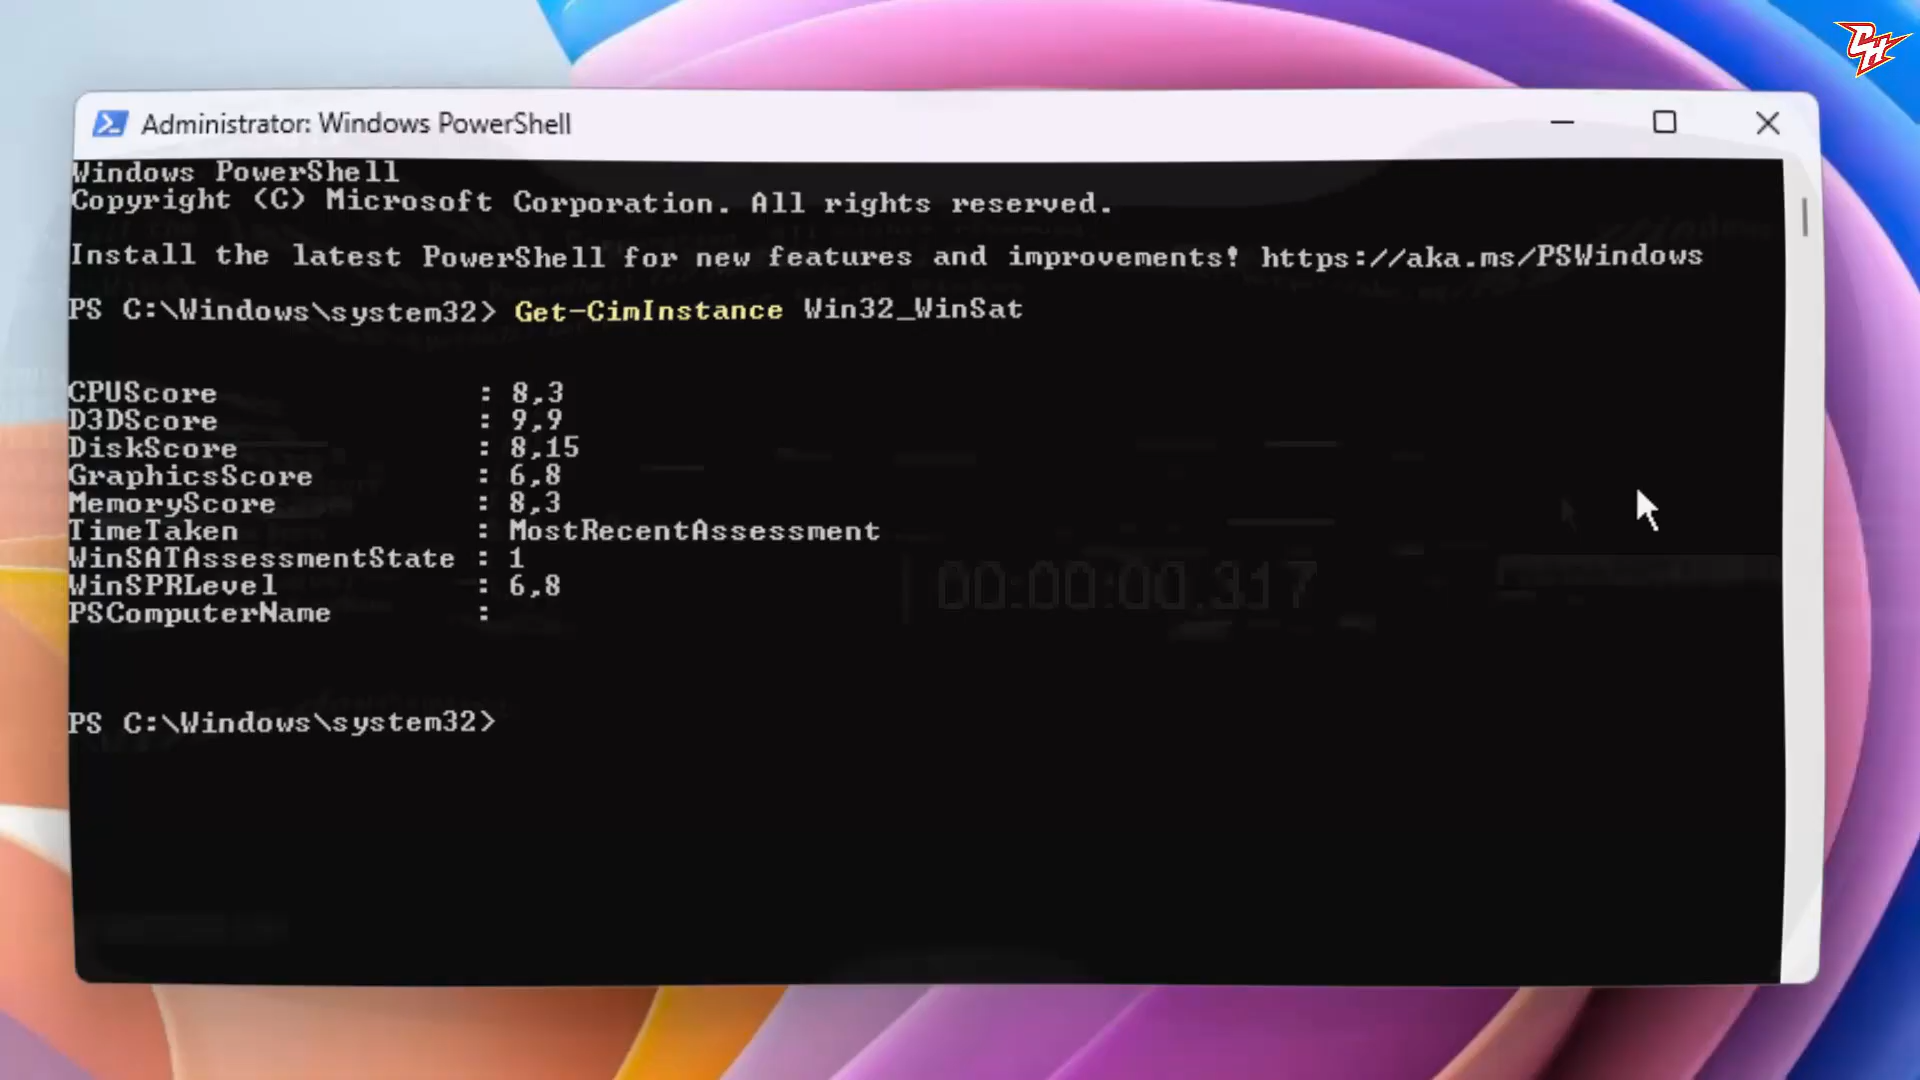 Administrator: Windows PowerShell
Windows PowerShell
Copyright (C) Microsoft Corporation. All rights reserved.
Install the latest PowerShell for new features and improvements! https://aka.ms/PSWindows
PS C:\Windows\system32> Get-CimInstance Win32_WinSat
CPUScore : 8,3
D3DScore : 9,9
DiskScore : 8,15
GraphicsScore : 6,8
MemoryScore : 8,3
TimeTaken : MostRecentAssessment
WinSATAssessmentState : 1
WinSPRLevel : 6,8
PSComputerName :
00:00:00.317
PS C:\Windows\system32>